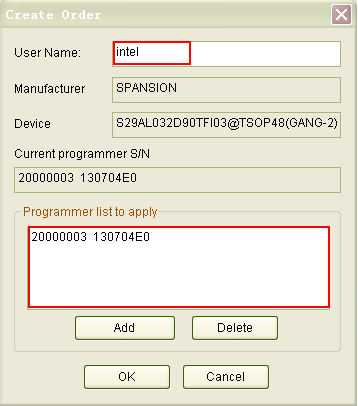 Create Order
User Name: intel
Manufacturer SPANSION
Device S29AL032D90TFI03@TSOP48(GANG-2)
Current programmer S/N
20000003 130704E0
Programmer list to apply
20000003 130704E0
Add Delete
OK Cancel